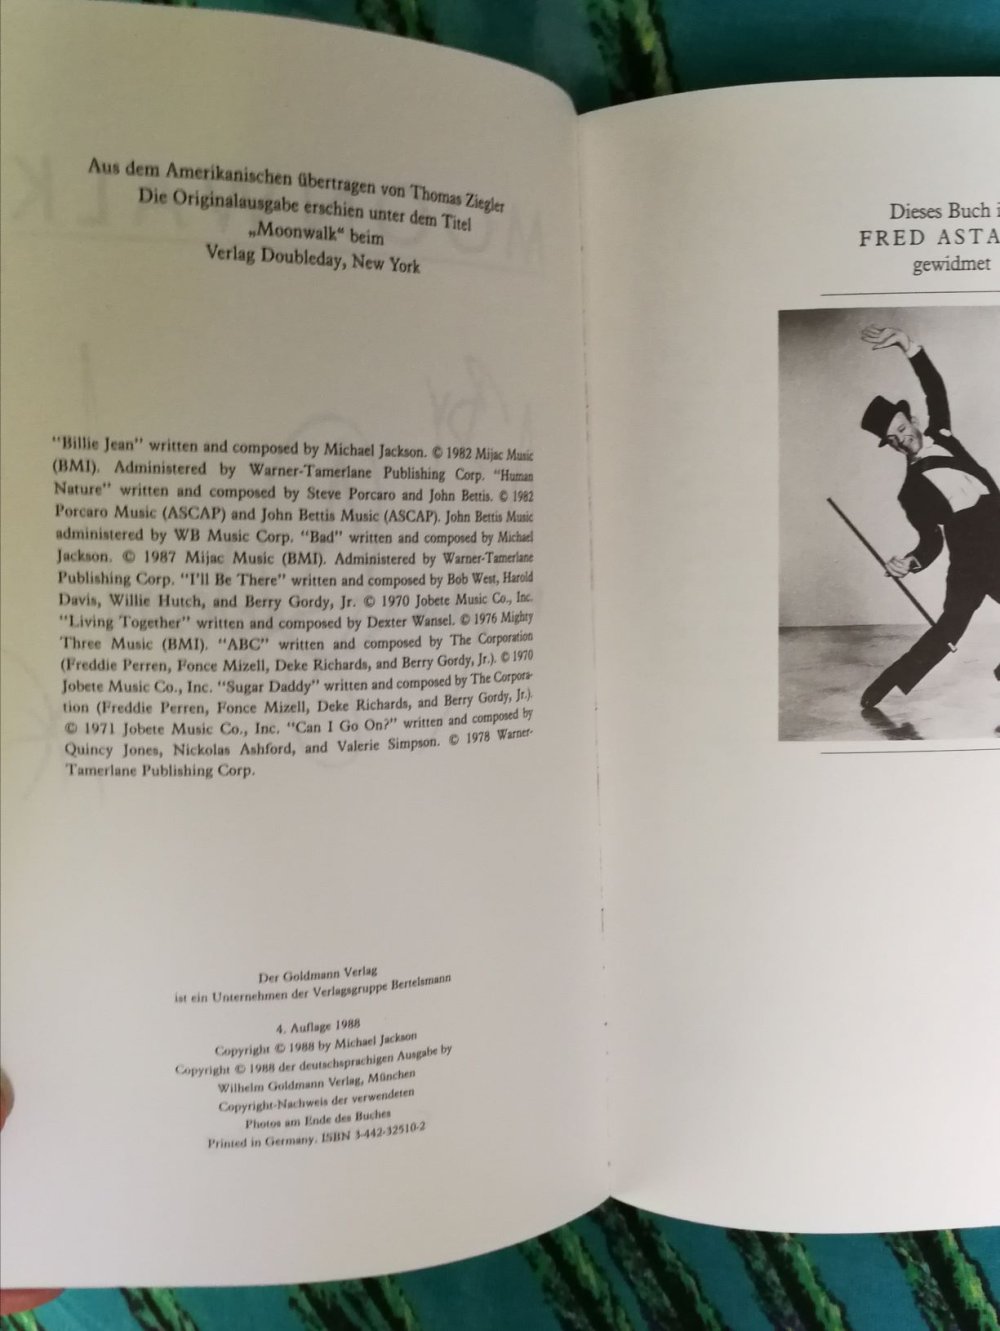 Aus dem Amerikanischen übertragen von Thomas Ziegler
Die Originalausgabe erschien unter dem Titel
„Moonwalk“ beim
Verlag Doubleday, New York
"Billie Jean" written and composed by Michael Jackson. © 1982 Mijac Music
(BMI). Administered by Warner-Tamerlane Publishing Corp. "Human
Nature" written and composed by Steve Porcaro and John Bettis. © 1982
Porcaro Music (ASCAP) and John Bettis Music (ASCAP). John Bettis Music
administered by WB Music Corp. "Bad" written and composed by Michael
Jackson. © 1987 Mijac Music (BMI). Administered by Warner-Tamerlane
Publishing Corp. "I'll Be There" written and composed by Bob West, Harold
Davis, Willie Hutch, and Berry Gordy, Jr. © 1970 Jobete Music Co., Inc.
"Living Together" written and composed by Dexter Wansel. © 1976 Mighty
Three Music (BMI). "ABC" written and composed by The Corporation
(Freddie Perren, Fonce Mizell, Deke Richards, and Berry Gordy, Jr.). © 1970
Jobete Music Co., Inc. "Sugar Daddy" written and composed by The Corpora-
tion (Freddie Perren, Fonce Mizell, Deke Richards, and Berry Gordy, Jr.).
© 1971 Jobete Music Co., Inc. "Can I Go On?" written and composed by
Quincy Jones, Nickolas Ashford, and Valerie Simpson. © 1978 Warner-
Tamerlane Publishing Corp.
Der Goldmann Verlag
ist ein Unternehmen der Verlagsgruppe Bertelsmann
4. Auflage 1988
Copyright © 1988 by Michael Jackson
Copyright © 1988 der deutschsprachigen Ausgabe by
Wilhelm Goldmann Verlag, München
Copyright-Nachweis der verwendeten
Photos am Ende des Buches
Printed in Germany. ISBN 3-442-32510-2
Dieses Buch i
FRED ASTA
gewidmet